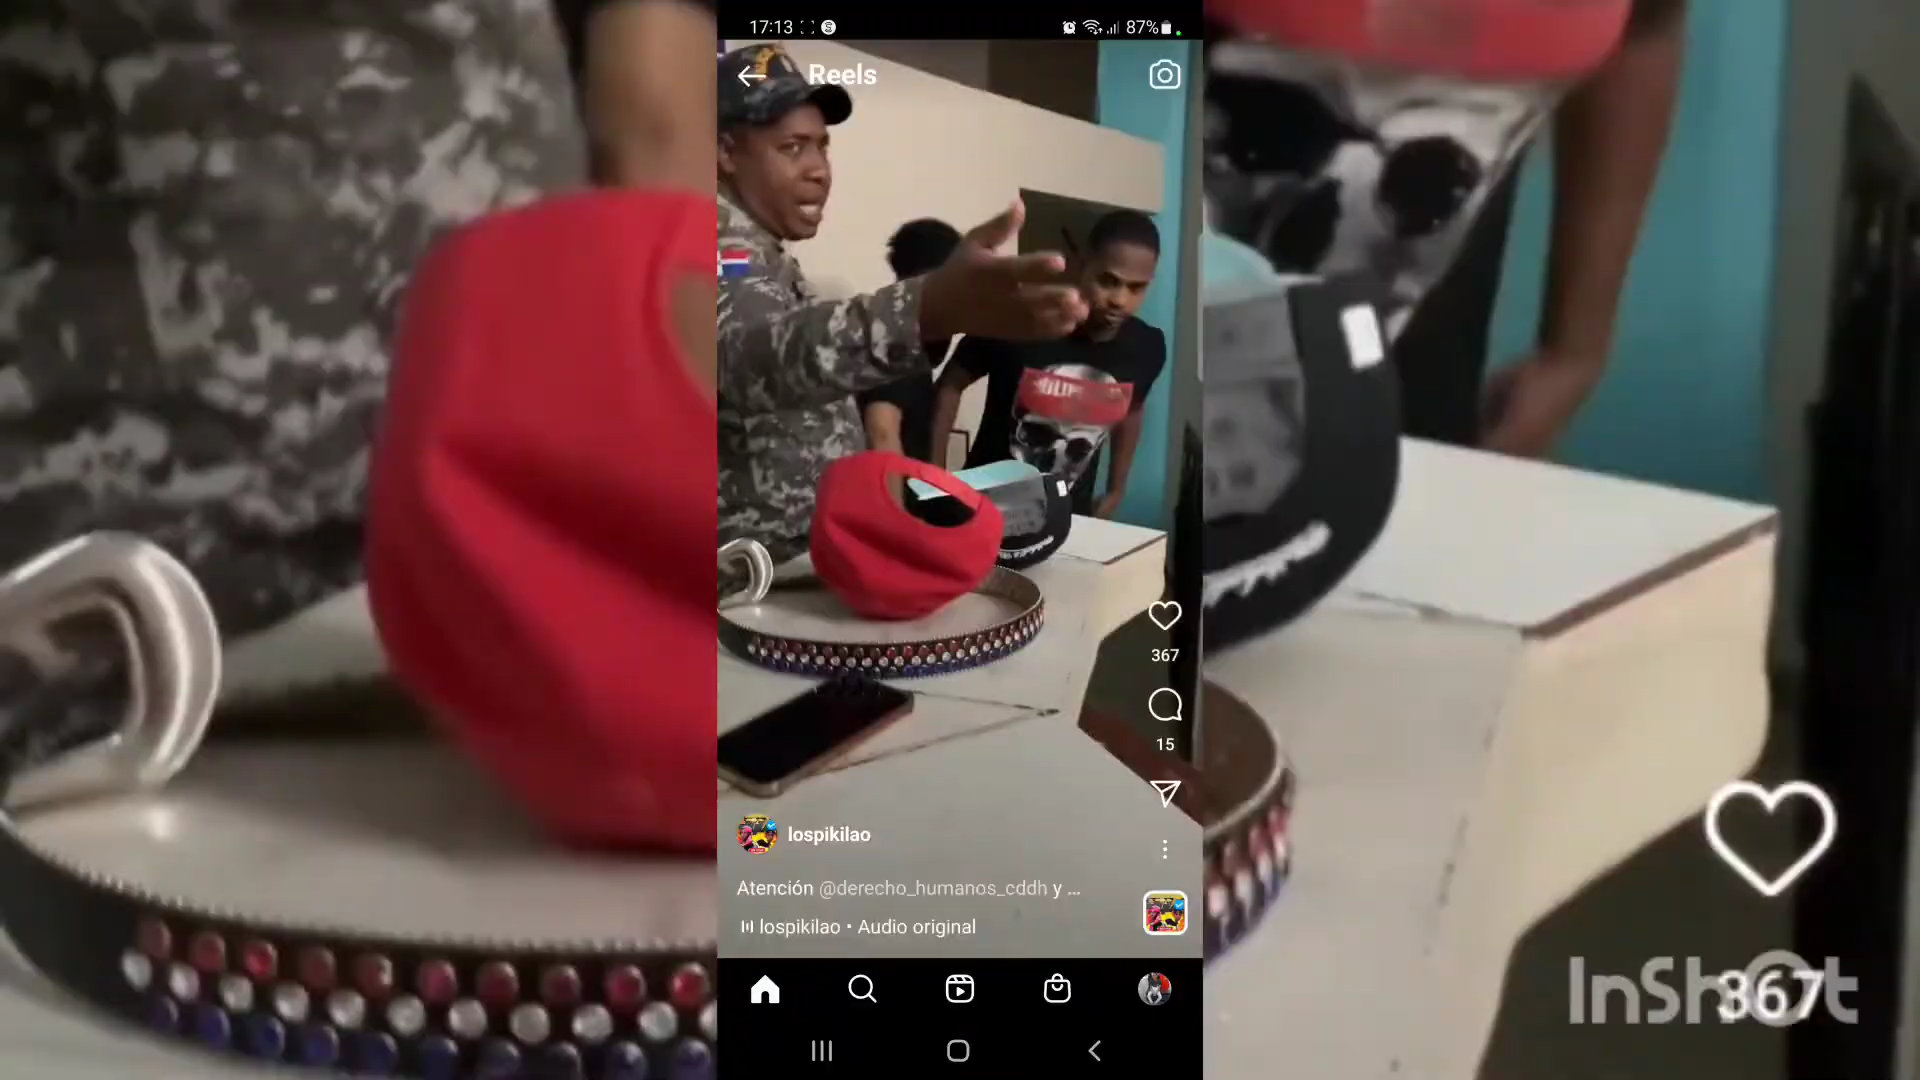 17:13
87%
Reels
367
15
lospikilao
Atención @derecho_humanos_cddh y ...
lospikilao • Audio original
InShOt
367